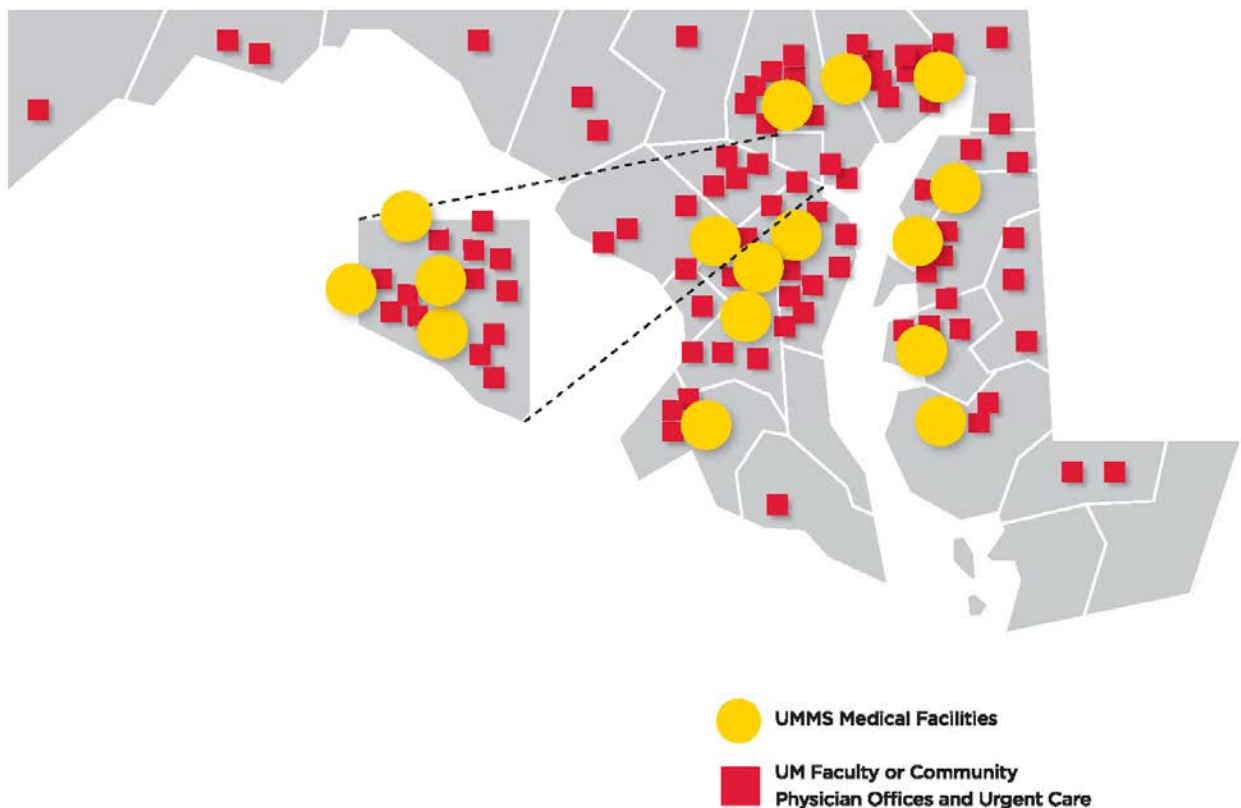 UMMS Medical Facilities
UM Faculty or Community
Physician Offices and Urgent Care